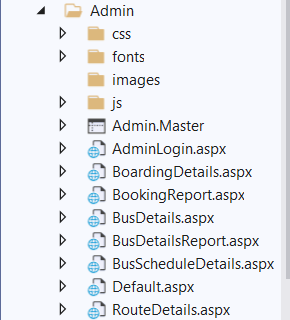 Admin
css
fonts
images
js
Admin.Master
AdminLogin.aspx
BoardingDetails.aspx
BookingReport.aspx
BusDetails.aspx
BusDetailsReport.aspx
BusScheduleDetails.aspx
Default.aspx
RouteDetails.aspx